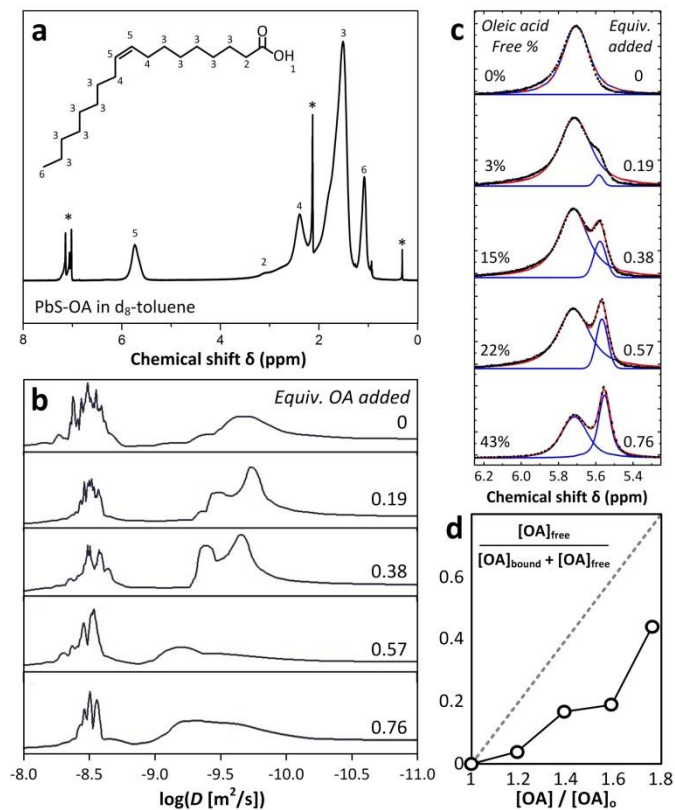 a
3 3 3 O
5 5 3 3 3 2 OH
4 4 1
3
3
3
3
3
3
6
*
5
2
4
*
3
6
*
PbS-OA in d₈-toluene
8 6 4 2 0
Chemical shift δ (ppm)
b
Equiv. OA added
0
0.19
0.38
0.57
0.76
-8.0 -8.5 -9.0 -9.5 -10.0 -10.5 -11.0
log(D [m²/s])
c
Oleic acid Equiv.
Free % added
0% 0
3% 0.19
15% 0.38
22% 0.57
43% 0.76
6.2 6.0 5.8 5.6 5.4
Chemical shift δ (ppm)
d
[OA]free
[OA]bound + [OA]free
0.6
0.4
0.2
0
1 1.2 1.4 1.6 1.8
[OA] / [OA]o